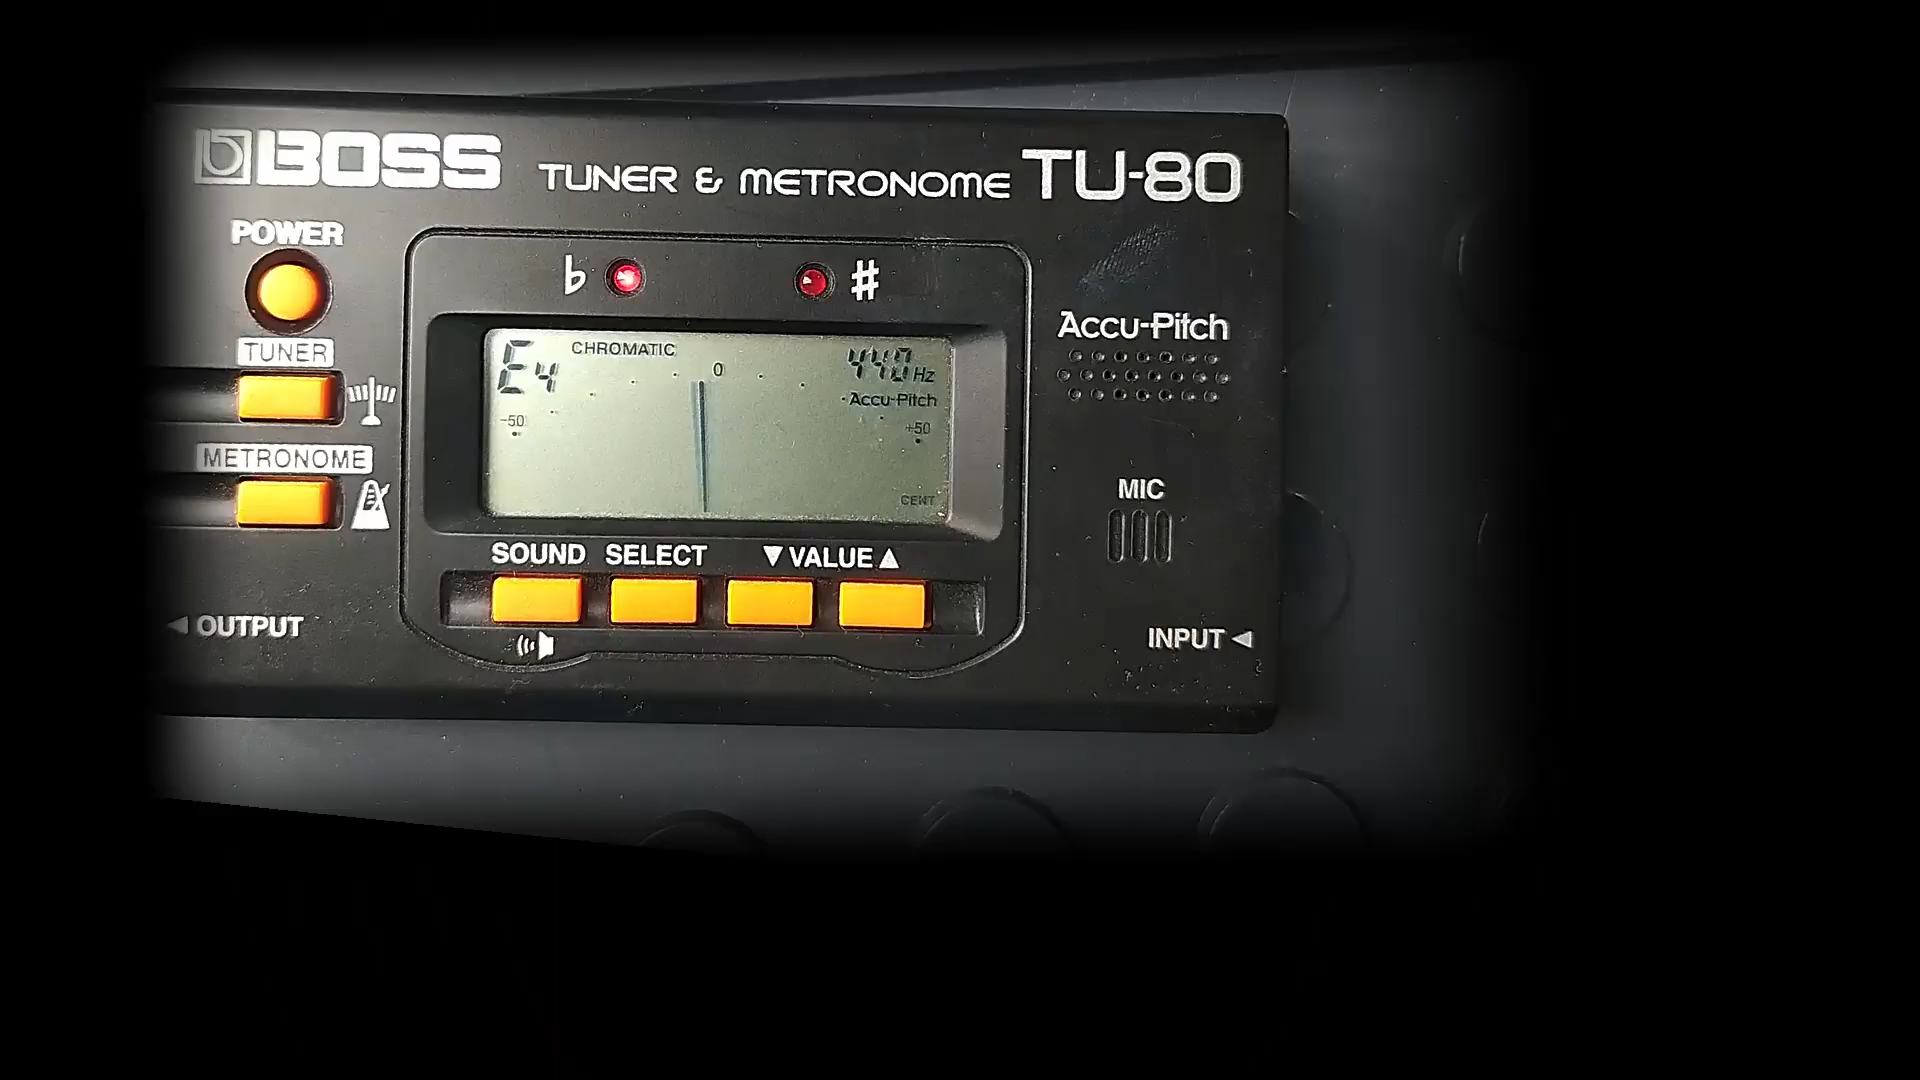 BOSS TUNER & METRONOME TU-80
POWER
♭ #
TUNER
CHROMATIC
E4
0
440Hz
Accu-Pitch
-50
+50
CENT
Accu-Pitch
METRONOME
MIC
SOUND SELECT ▼ VALUE ▲
◄ OUTPUT
INPUT ◄